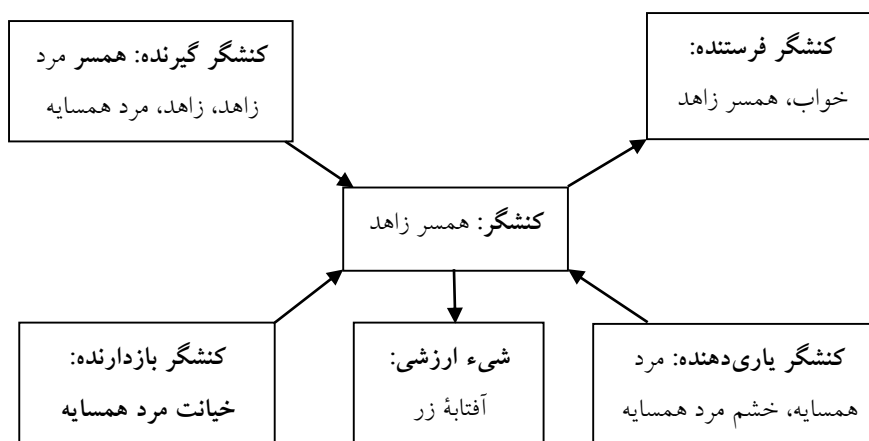 کنشگر فرستنده:
خواب، همسر زاهد
کنشگر گیرنده: همسر مرد
زاهد، زاهد، مرد همسایه
کنشگر: همسر زاهد
کنشگر یاری‌دهنده: مرد
همسایه، خشم مرد همسایه
شیء ارزشی:
آفتابۀ زر
کنشگر بازدارنده:
خیانت مرد همسایه